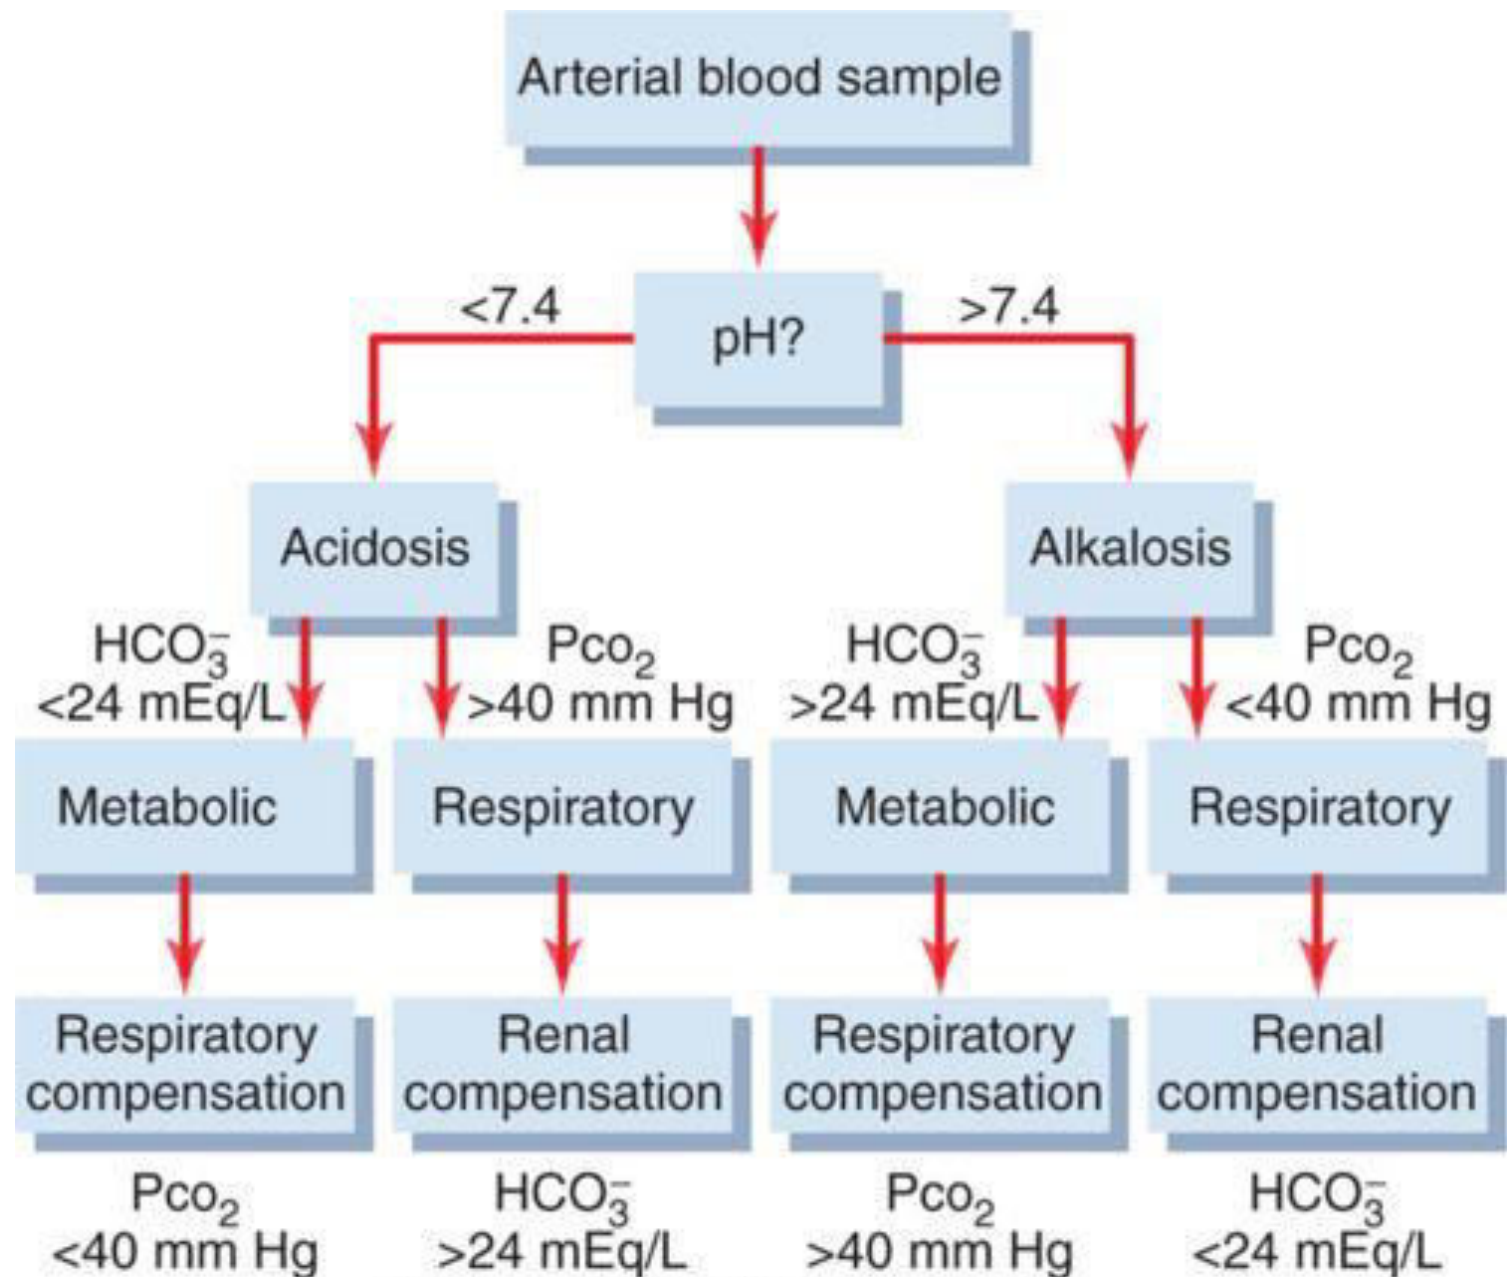 Arterial blood sample
<7.4
pH?
>7.4
Acidosis
Alkalosis
HCO₃⁻
<24 mEq/L
Pco₂
>40 mm Hg
HCO₃⁻
>24 mEq/L
Pco₂
<40 mm Hg
Metabolic
Respiratory
Metabolic
Respiratory
Respiratory
compensation
Renal
compensation
Respiratory
compensation
Renal
compensation
Pco₂
<40 mm Hg
HCO₃⁻
>24 mEq/L
Pco₂
>40 mm Hg
HCO₃⁻
<24 mEq/L